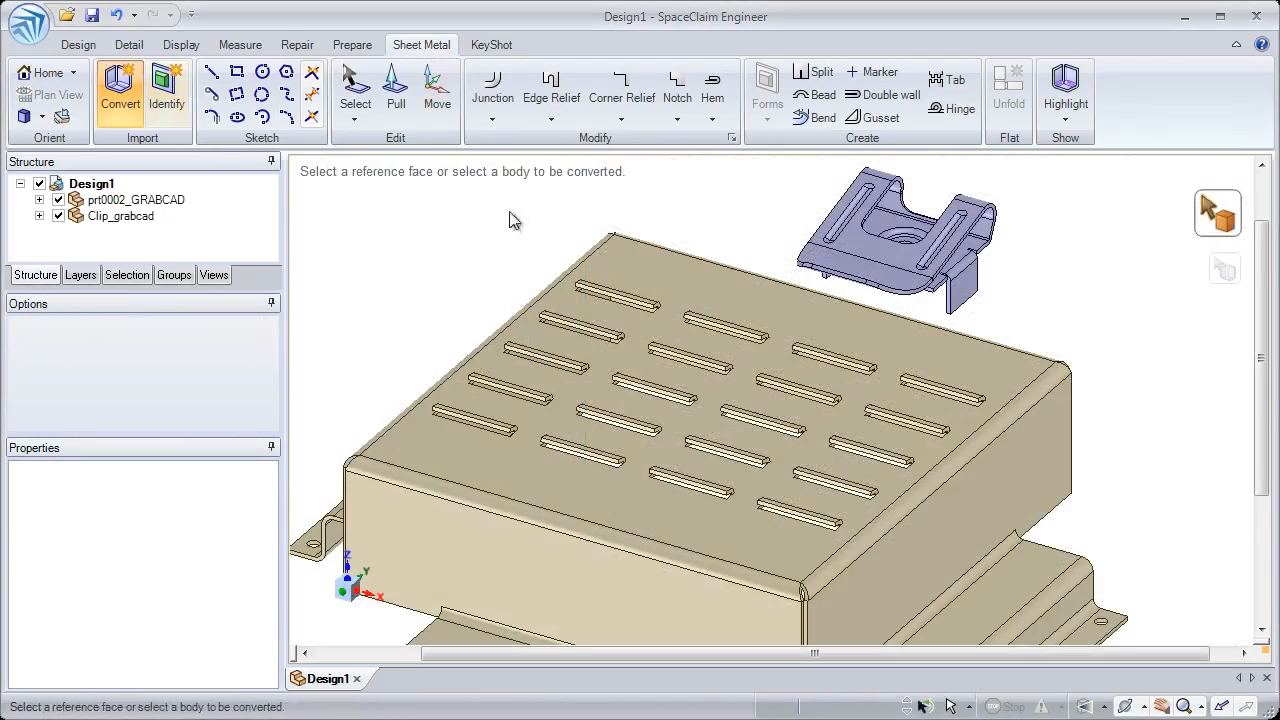 Design1 - SpaceClaim Engineer
Design Detail Display Measure Repair Prepare Sheet Metal KeyShot
Home
Plan View
Orient
Convert
Identify
Import
Sketch
Select
Pull
Move
Edit
Junction
Edge Relief
Corner Relief
Notch
Hem
Modify
Forms
Split
Bead
Bend
Marker
Double wall
Gusset
Tab
Hinge
Create
Unfold
Flat
Highlight
Show
Structure
Design1
prt0002_GRABCAD
Clip_grabcad
Structure Layers Selection Groups Views
Options
Properties
Select a reference face or select a body to be converted.
Z
Y
X
Design1
Select a reference face or select a body to be converted.
Stop